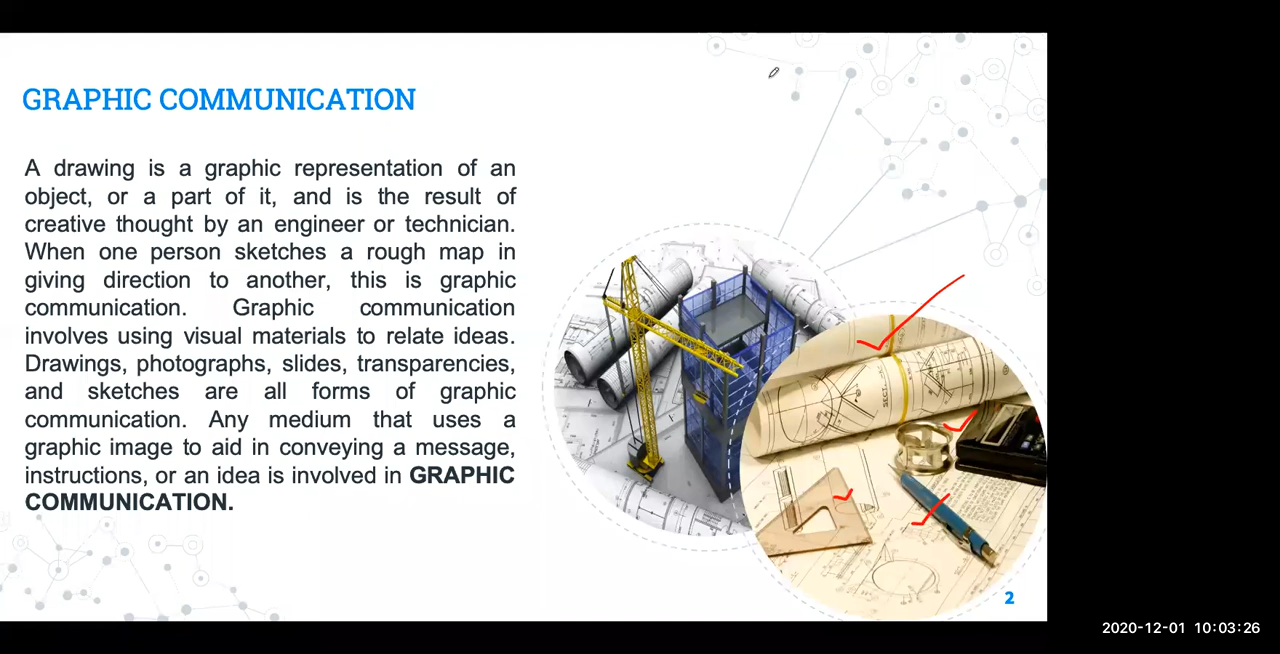 GRAPHIC COMMUNICATION
A drawing is a graphic representation of an
object, or a part of it, and is the result of
creative thought by an engineer or technician.
When one person sketches a rough map in
giving direction to another, this is graphic
communication. Graphic communication
involves using visual materials to relate ideas.
Drawings, photographs, slides, transparencies,
and sketches are all forms of graphic
communication. Any medium that uses a
graphic image to aid in conveying a message,
instructions, or an idea is involved in GRAPHIC
COMMUNICATION.
2
2020-12-01 10:03:26